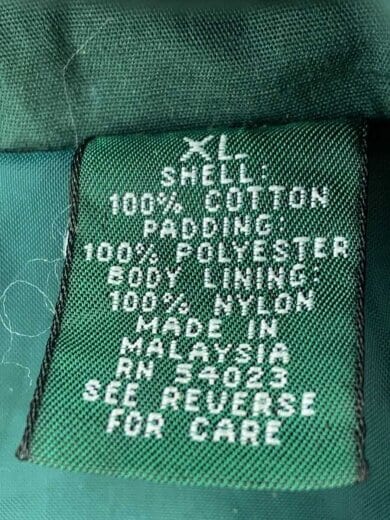 XL
SHELL:
100% COTTON
PADDING:
100% POLYESTER
BODY LINING:
100% NYLON
MADE IN
MALAYSIA
RN 54023
SEE REVERSE
FOR CARE